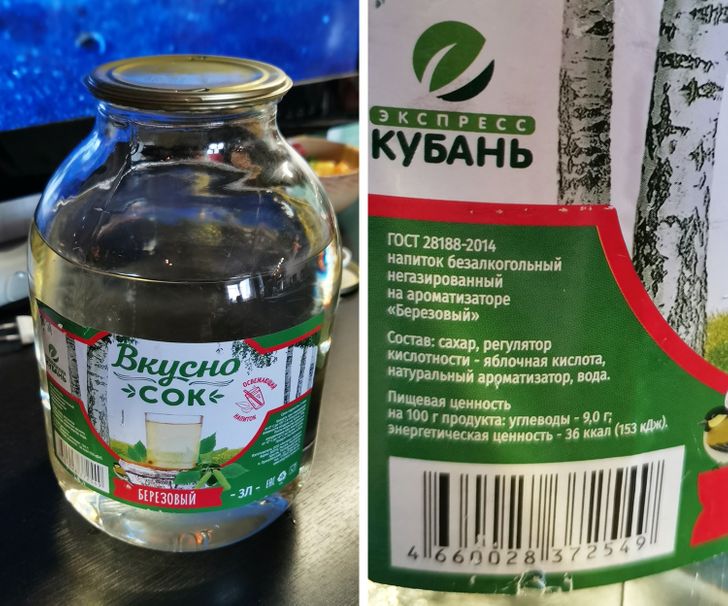 Вкусно
СОК
ОСВЕЖАЮЩИЙ
НАПИТОК
БЕРЕЗОВЫЙ
- 3Л -
ЭКСПРЕСС
КУБАНЬ
ГОСТ 28188-2014
напиток безалкогольный
негазированный
на ароматизаторе
«Березовый»
Состав: сахар, регулятор
кислотности - яблочная кислота,
натуральный ароматизатор, вода.
Пищевая ценность
на 100 г продукта: углеводы - 9,0 г;
энергетическая ценность - 36 ккал (153 кДж).
4 660028 372549